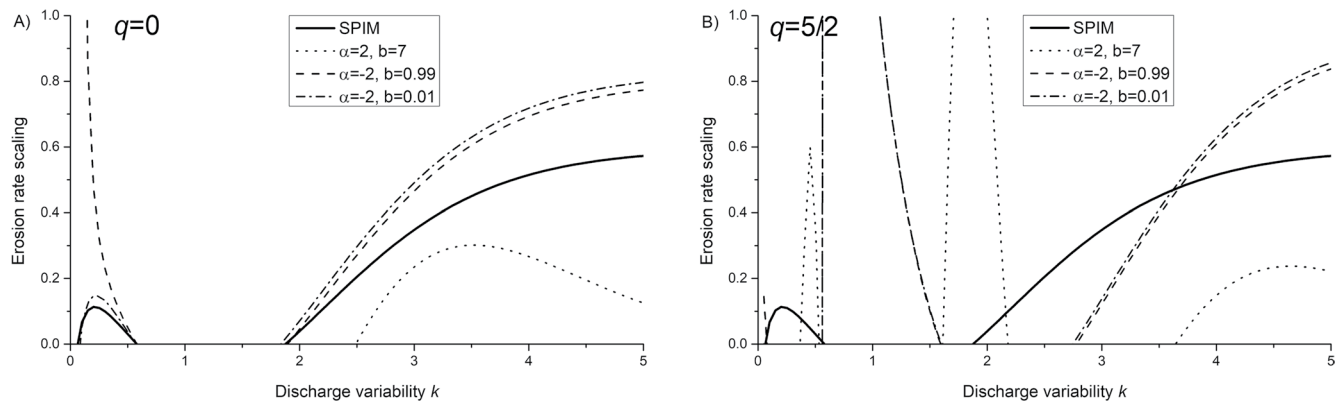 A)
q=0
SPIM
α=2, b=7
α=-2, b=0.99
α=-2, b=0.01
Erosion rate scaling
1.0
0.8
0.6
0.4
0.2
0.0
0 1 2 3 4 5
Discharge variability k
B)
q=5/2
SPIM
α=2, b=7
α=-2, b=0.99
α=-2, b=0.01
Erosion rate scaling
1.0
0.8
0.6
0.4
0.2
0.0
0 1 2 3 4 5
Discharge variability k